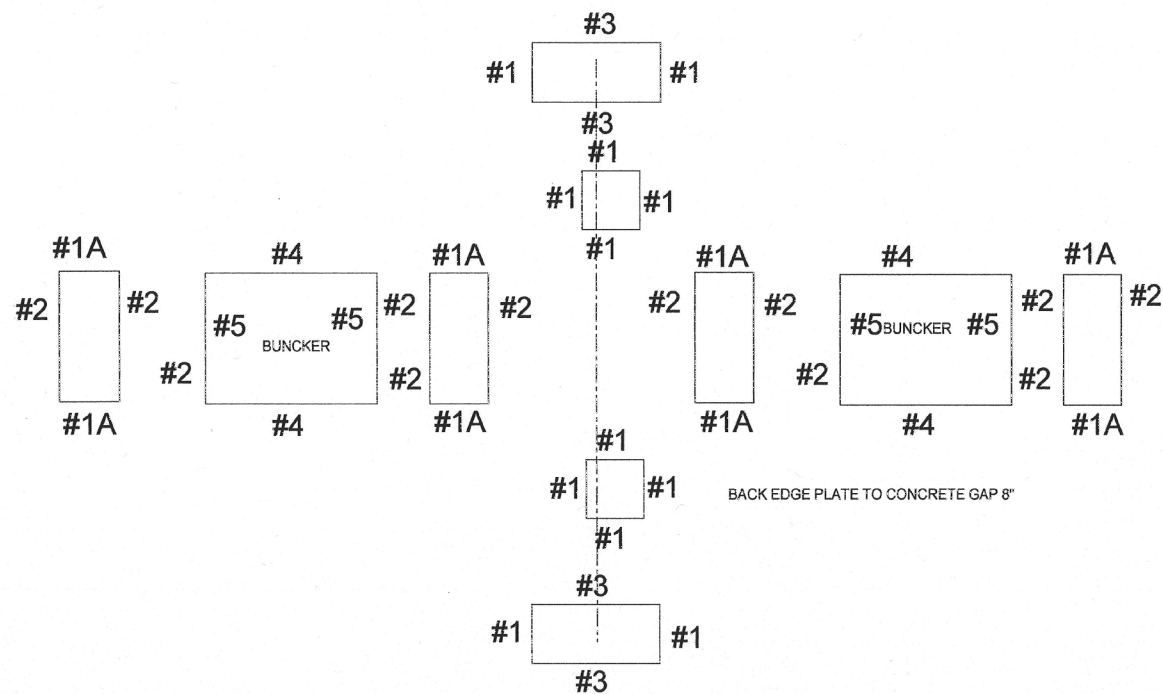 #3
#1 #1
#3
#1
#1 #1
#1
#1A #4 #1A #1A #4 #1A
#2 #2 #2 #2 #2 #2 #2 #2
#5 #5 #5 BUNCKER #5
BUNCKER
#2 #2 #2 #2
#1A #4 #1A #1A #4 #1A
#1
#1 #1 BACK EDGE PLATE TO CONCRETE GAP 8"
#1
#3
#1 #1
#3